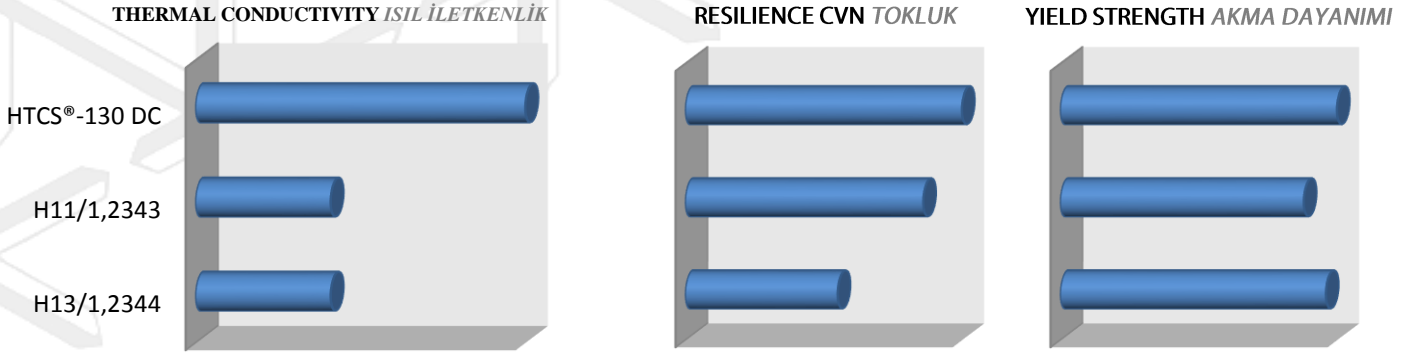 THERMAL CONDUCTIVITY ISIL İLETKENLİK
RESILIENCE CVN TOKLUK
YIELD STRENGTH AKMA DAYANIMI
HTCS®-130 DC
H11/1,2343
H13/1,2344